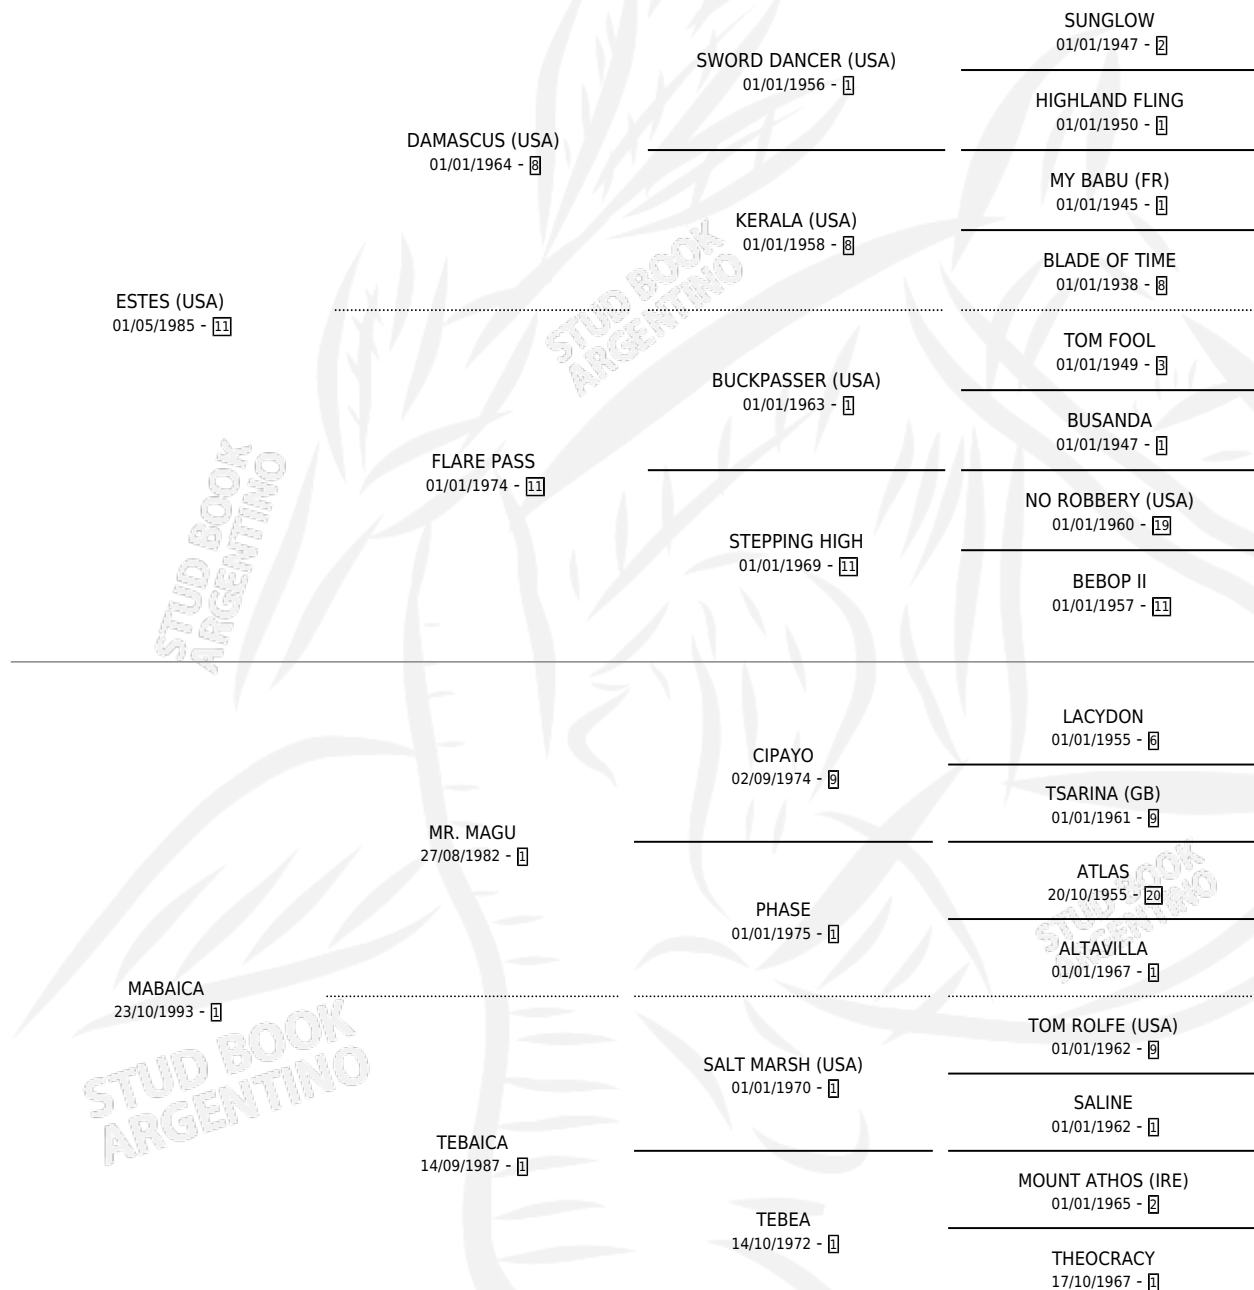 SUNGLOW
01/01/1947 - 2
SWORD DANCER (USA)
01/01/1956 - 1
HIGHLAND FLING
01/01/1950 - 1
DAMASCUS (USA)
01/01/1964 - 8
MY BABU (FR)
01/01/1945 - 1
KERALA (USA)
01/01/1958 - 8
BLADE OF TIME
01/01/1938 - 8
ESTES (USA)
01/05/1985 - 11
TOM FOOL
01/01/1949 - 3
BUCKPASSER (USA)
01/01/1963 - 1
BUSANDA
01/01/1947 - 1
FLARE PASS
01/01/1974 - 11
NO ROBBERY (USA)
01/01/1960 - 19
STEPPING HIGH
01/01/1969 - 11
BEBOP II
01/01/1957 - 11
LACYDON
01/01/1955 - 6
CIPAYO
02/09/1974 - 9
TSARINA (GB)
01/01/1961 - 9
MR. MAGU
27/08/1982 - 1
ATLAS
20/10/1955 - 20
PHASE
01/01/1975 - 1
ALTAVILLA
01/01/1967 - 1
MABAICA
23/10/1993 - 1
TOM ROLFE (USA)
01/01/1962 - 9
SALT MARSH (USA)
01/01/1970 - 1
SALINE
01/01/1962 - 1
TEBAICA
14/09/1987 - 1
MOUNT ATHOS (IRE)
01/01/1965 - 2
TEBEA
14/10/1972 - 1
THEOCRACY
17/10/1967 - 1
STUD BOOK
ARGENTINO
STUD BOOK
ARGENTINO
STUD BOOK
ARGENTINO
STUD BOOK
ARGENTINO